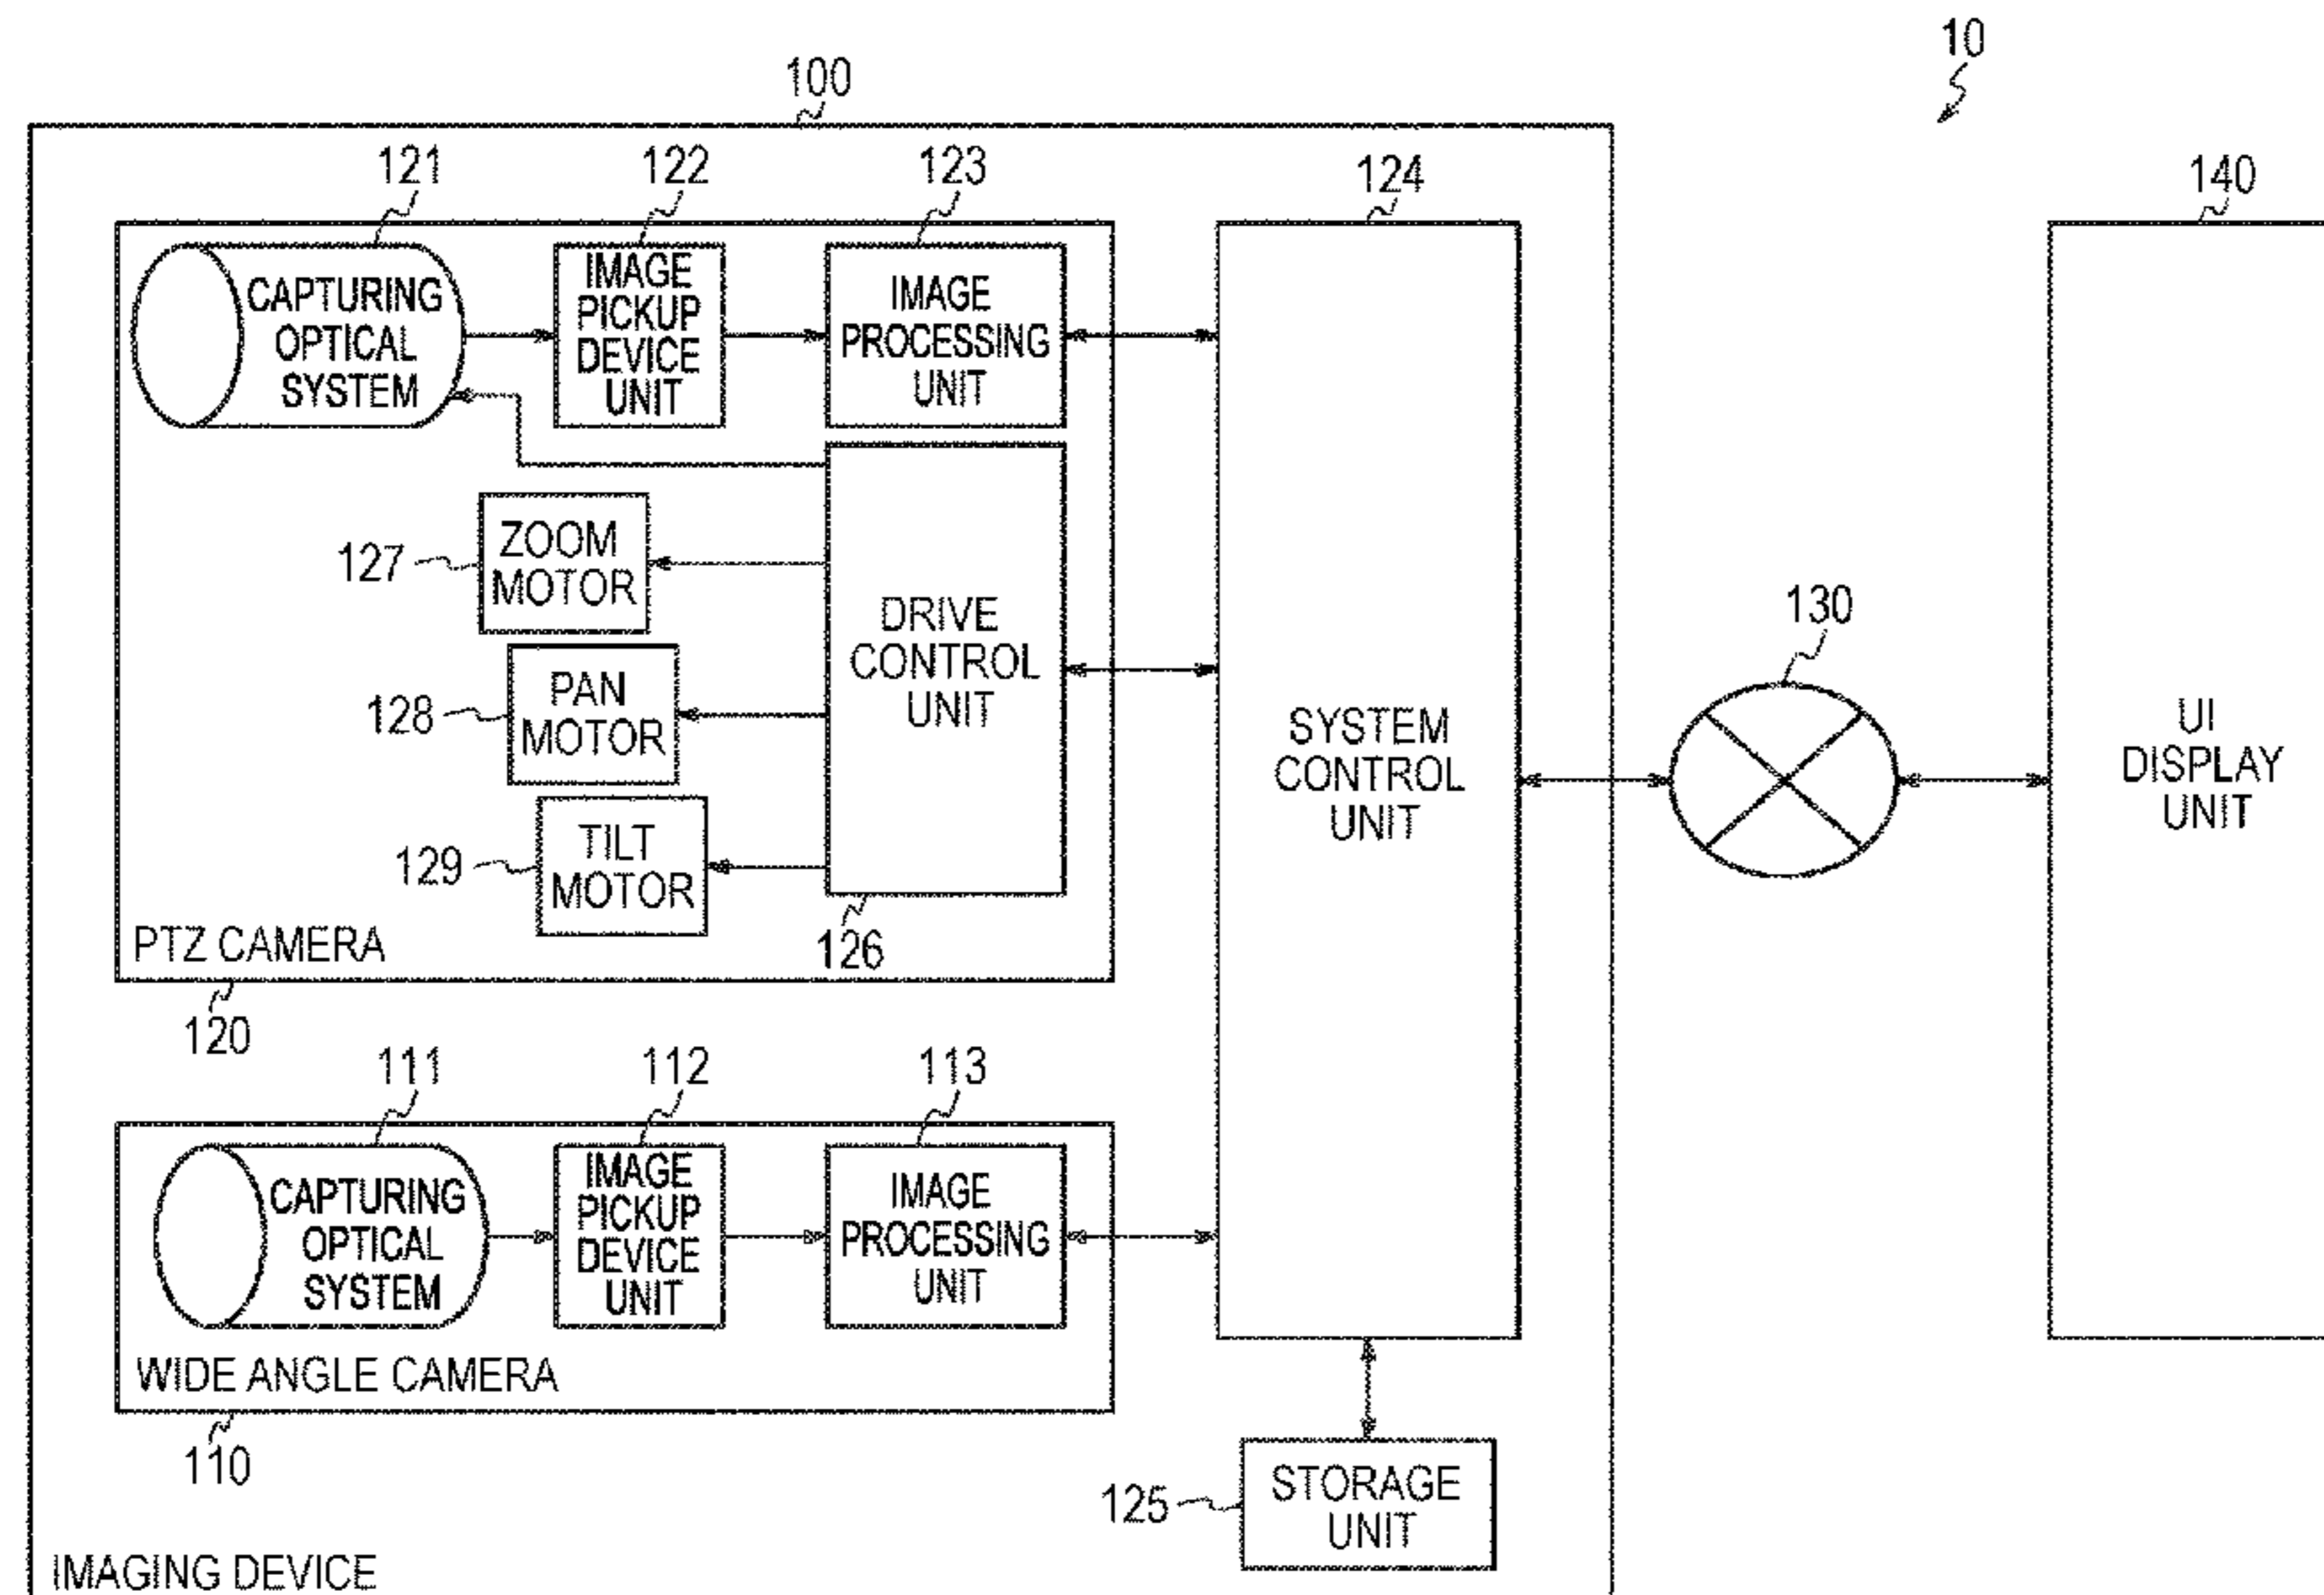 10
100
121
122
123
124
140
CAPTURING
OPTICAL
SYSTEM
IMAGE
PICKUP
DEVICE
UNIT
IMAGE
PROCESSING
UNIT
127
ZOOM
MOTOR
128
PAN
MOTOR
129
TILT
MOTOR
DRIVE
CONTROL
UNIT
126
PTZ CAMERA
120
SYSTEM
CONTROL
UNIT
130
UI
DISPLAY
UNIT
111
112
113
CAPTURING
OPTICAL
SYSTEM
IMAGE
PICKUP
DEVICE
UNIT
IMAGE
PROCESSING
UNIT
WIDE ANGLE CAMERA
110
125
STORAGE
UNIT
IMAGING DEVICE